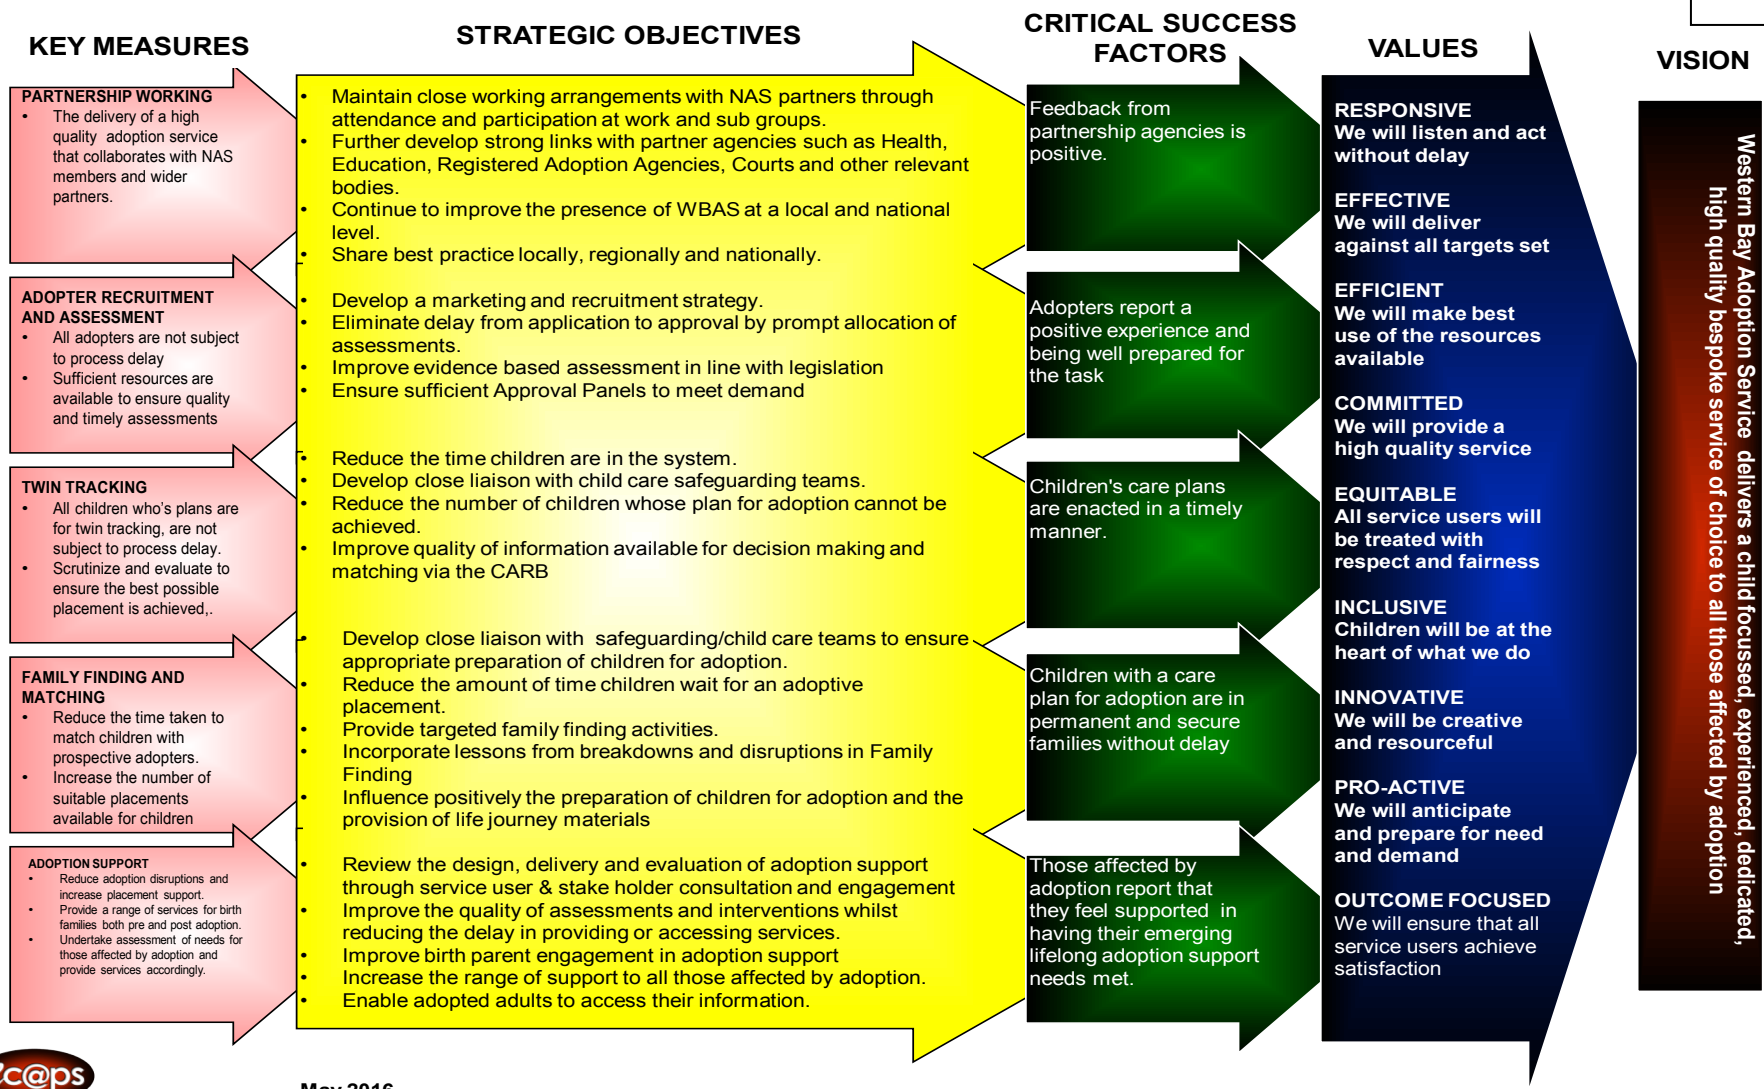 KEY MEASURES
PARTNERSHIP WORKING
• The delivery of a high
quality adoption service
that collaborates with NAS
members and wider
partners.
ADOPTER RECRUITMENT
AND ASSESSMENT
• All adopters are not subject
to process delay
• Sufficient resources are
available to ensure quality
and timely assessments
TWIN TRACKING
• All children who's plans are
for twin tracking, are not
subject to process delay.
• Scrutinize and evaluate to
ensure the best possible
placement is achieved,.
FAMILY FINDING AND
MATCHING
• Reduce the time taken to
match children with
prospective adopters.
• Increase the number of
suitable placements
available for children
ADOPTION SUPPORT
• Reduce adoption disruptions and
increase placement support.
• Provide a range of services for birth
families both pre and post adoption.
• Undertake assessment of needs for
those affected by adoption and
provide services accordingly.
STRATEGIC OBJECTIVES
• Maintain close working arrangements with NAS partners through
attendance and participation at work and sub groups.
• Further develop strong links with partner agencies such as Health,
Education, Registered Adoption Agencies, Courts and other relevant
bodies.
• Continue to improve the presence of WBAS at a local and national
level.
• Share best practice locally, regionally and nationally.
• Develop a marketing and recruitment strategy.
• Eliminate delay from application to approval by prompt allocation of
assessments.
• Improve evidence based assessment in line with legislation
• Ensure sufficient Approval Panels to meet demand
• Reduce the time children are in the system.
• Develop close liaison with child care safeguarding teams.
• Reduce the number of children whose plan for adoption cannot be
achieved.
• Improve quality of information available for decision making and
matching via the CARB
• Develop close liaison with safeguarding/child care teams to ensure
appropriate preparation of children for adoption.
• Reduce the amount of time children wait for an adoptive
placement.
• Provide targeted family finding activities.
• Incorporate lessons from breakdowns and disruptions in Family
Finding
• Influence positively the preparation of children for adoption and the
provision of life journey materials
• Review the design, delivery and evaluation of adoption support
through service user & stake holder consultation and engagement
• Improve the quality of assessments and interventions whilst
reducing the delay in providing or accessing services.
• Improve birth parent engagement in adoption support
• Increase the range of support to all those affected by adoption.
• Enable adopted adults to access their information.
CRITICAL SUCCESS
FACTORS
Feedback from
partnership agencies is
positive.
Adopters report a
positive experience and
being well prepared for
the task
Children's care plans
are enacted in a timely
manner.
Children with a care
plan for adoption are in
permanent and secure
families without delay
Those affected by
adoption report that
they feel supported in
having their emerging
lifelong adoption support
needs met.
VALUES
RESPONSIVE
We will listen and act
without delay
EFFECTIVE
We will deliver
against all targets set
EFFICIENT
We will make best
use of the resources
available
COMMITTED
We will provide a
high quality service
EQUITABLE
All service users will
be treated with
respect and fairness
INCLUSIVE
Children will be at the
heart of what we do
INNOVATIVE
We will be creative
and resourceful
PRO-ACTIVE
We will anticipate
and prepare for need
and demand
OUTCOME FOCUSED
We will ensure that all
service users achieve
satisfaction
VISION
Western Bay Adoption Service delivers a child focussed, experienced, dedicated,
high quality bespoke service of choice to all those affected by adoption
c@ps
May 2016